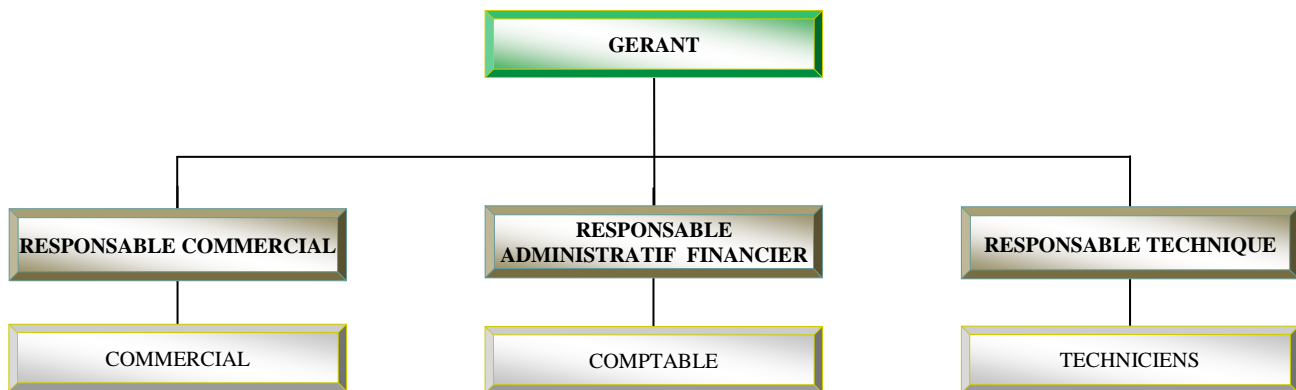 GERANT
RESPONSABLE COMMERCIAL
RESPONSABLE
ADMINISTRATIF FINANCIER
RESPONSABLE TECHNIQUE
COMMERCIAL
COMPTABLE
TECHNICIENS